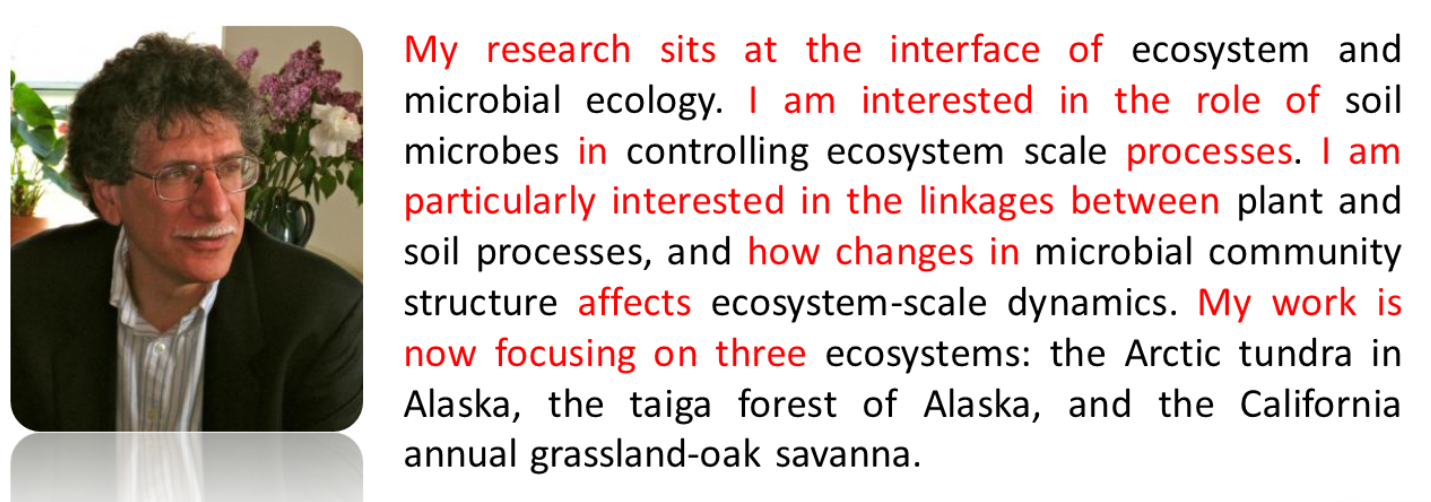 My research sits at the interface of ecosystem and
microbial ecology. I am interested in the role of soil
microbes in controlling ecosystem scale processes. I am
particularly interested in the linkages between plant and
soil processes, and how changes in microbial community
structure affects ecosystem-scale dynamics. My work is
now focusing on three ecosystems: the Arctic tundra in
Alaska, the taiga forest of Alaska, and the California
annual grassland-oak savanna.